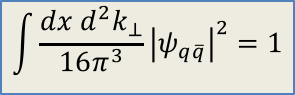 ∫ dx d²k⊥ / 16π³ |ψ_{qq̄}|² = 1